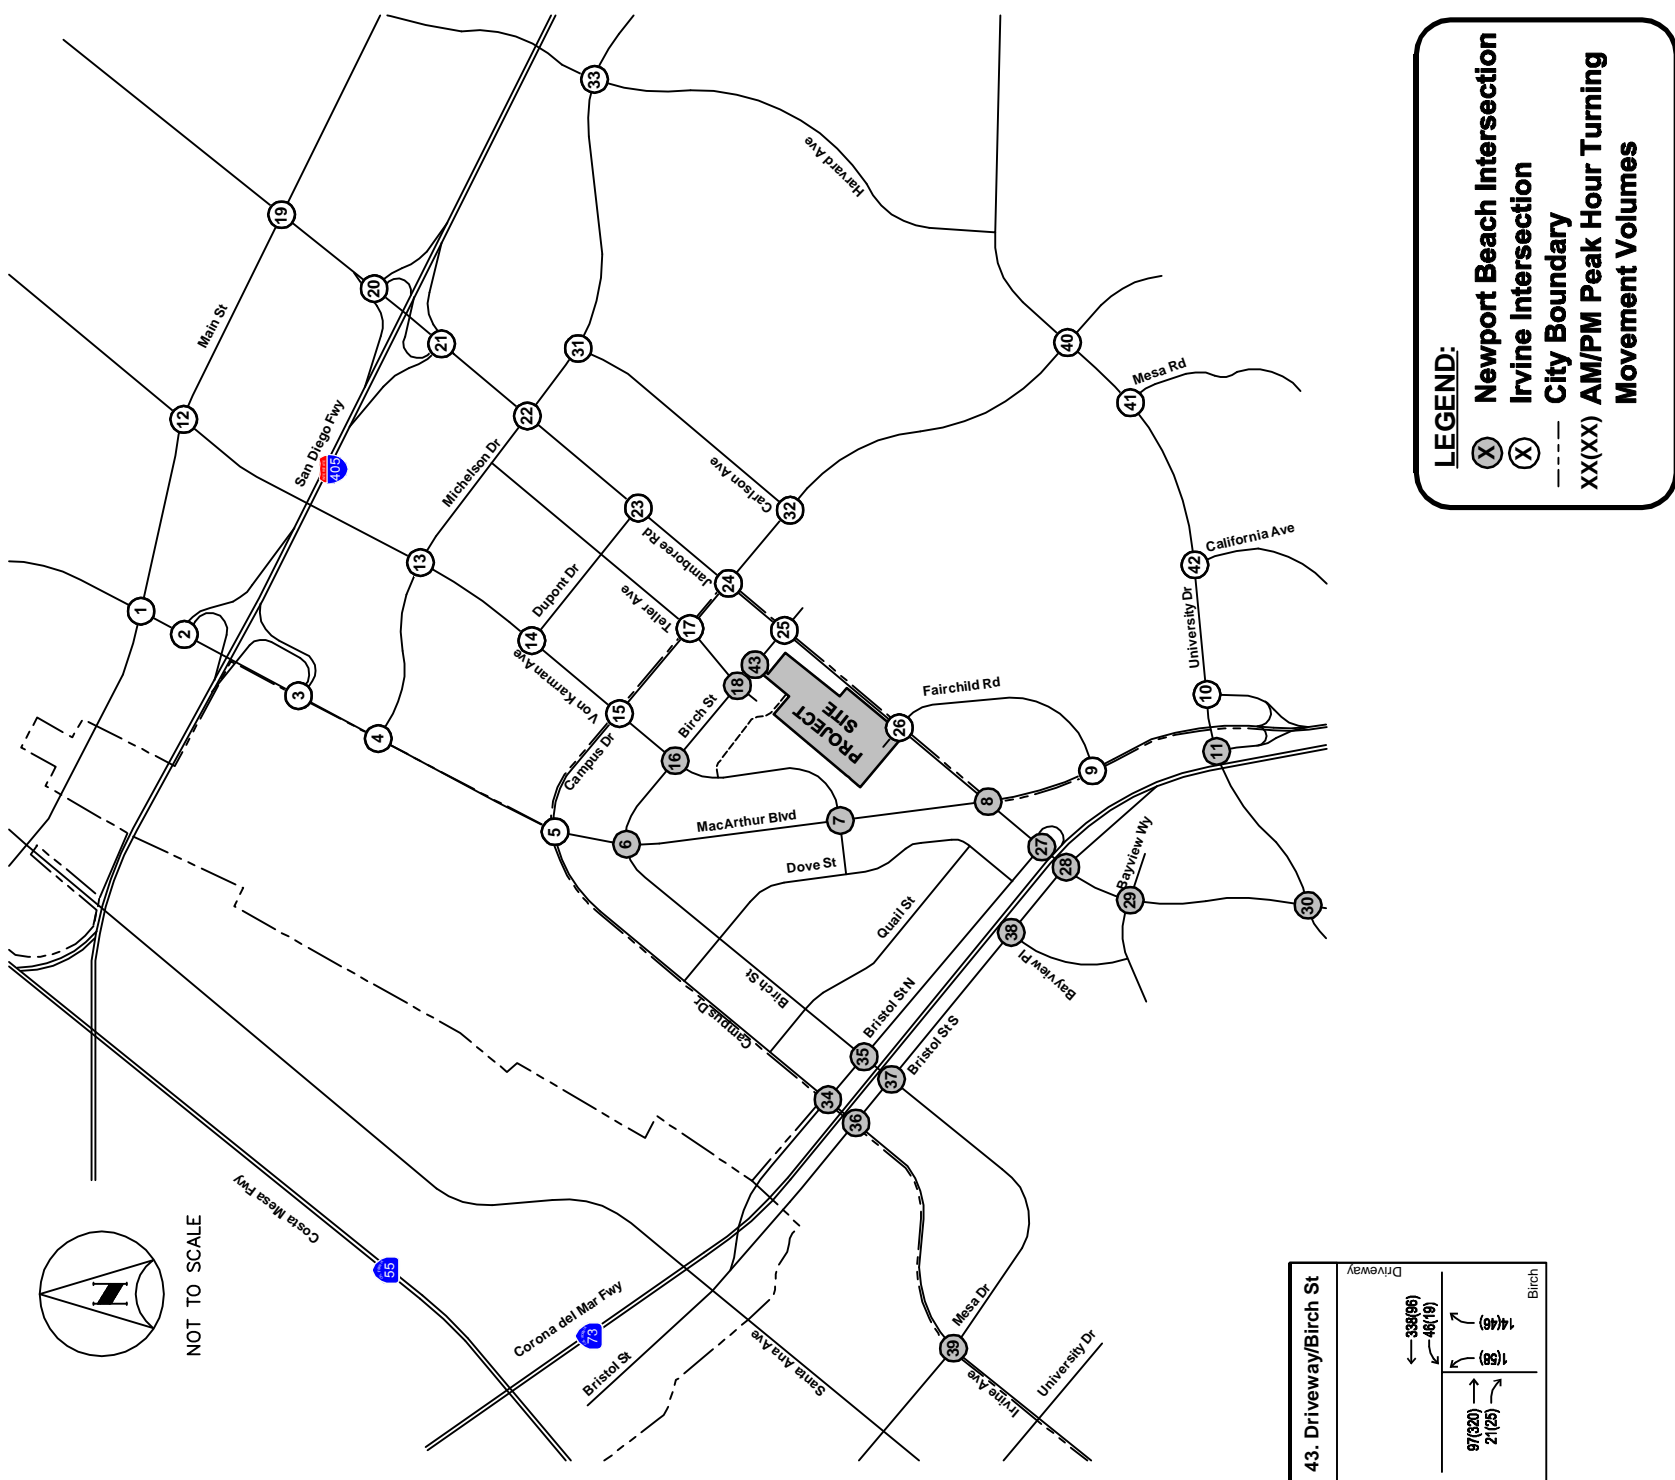 19
Main St
20
21
12
San Diego Fwy
405
1
2
3
4
13
Michelson Dr
22
31
33
Harvard Ave
Carlson Ave
32
23
Jamboree Rd
24
Dupont Dr
14
Teller Ave
17
25
Von Karman Ave
15
Campus Dr
18
43
Birch St
16
PROJECT
SITE
26
Fairchild Rd
5
6
MacArthur Blvd
7
8
9
10
11
University Dr
42
California Ave
41
Mesa Rd
40
Dove St
Quail St
27
28
29
Bayview Wy
30
38
Bayview Pl
Birch St
Campus Dr
Bristol St N
35
37
Bristol St S
34
36
Costa Mesa Fwy
55
Corona del Mar Fwy
73
Bristol St
Santa Ana Ave
39
Mesa Dr
Irvine Ave
University Dr
N
NOT TO SCALE
LEGEND:
X Newport Beach Intersection
X Irvine Intersection
City Boundary
XX(XX) AM/PM Peak Hour Turning
Movement Volumes
43. Driveway/Birch St
Driveway
338(96)
46(19)
97(320)
21(25)
1(58)
14(46)
Birch